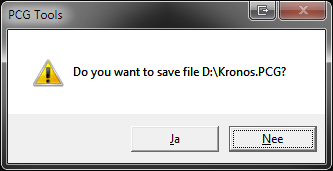 PCG Tools
Do you want to save file D:\Kronos.PCG?
Ja
Nee